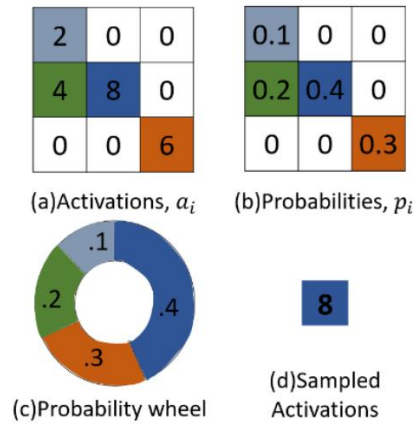 2 0 0
4 8 0
0 0 6
(a)Activations, aᵢ
0.1 0 0
0.2 0.4 0
0 0 0.3
(b)Probabilities, pᵢ
.1
.2
.4
.3
(c)Probability wheel
8
(d)Sampled
Activations